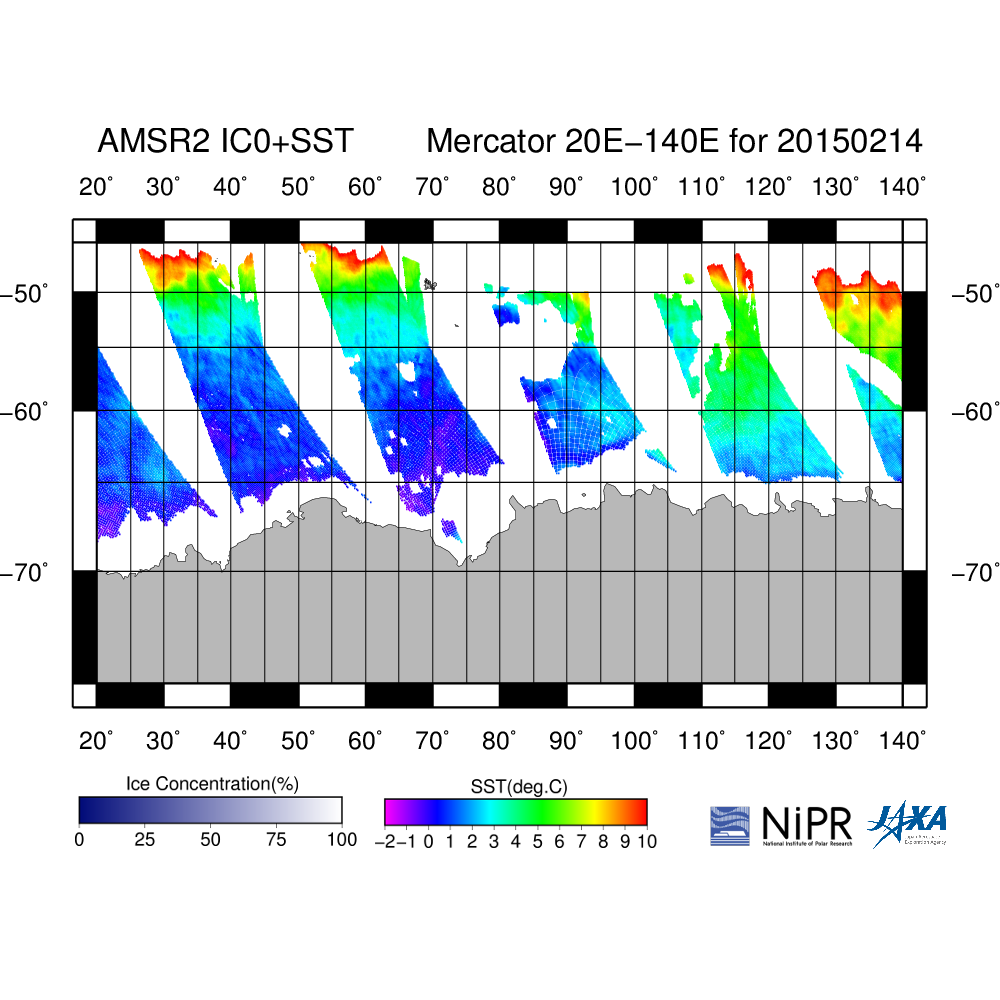 AMSR2 IC0+SST Mercator 20E−140E for 20150214
20° 30° 40° 50° 60° 70° 80° 90° 100° 110° 120° 130° 140°
−50° −50°
−60° −60°
−70° −70°
20° 30° 40° 50° 60° 70° 80° 90° 100° 110° 120° 130° 140°
Ice Concentration(%)
0 25 50 75 100
SST(deg.C)
−2−1 0 1 2 3 4 5 6 7 8 9 10
NiPR
National Institute of Polar Research
JAXA
Exploration Agency